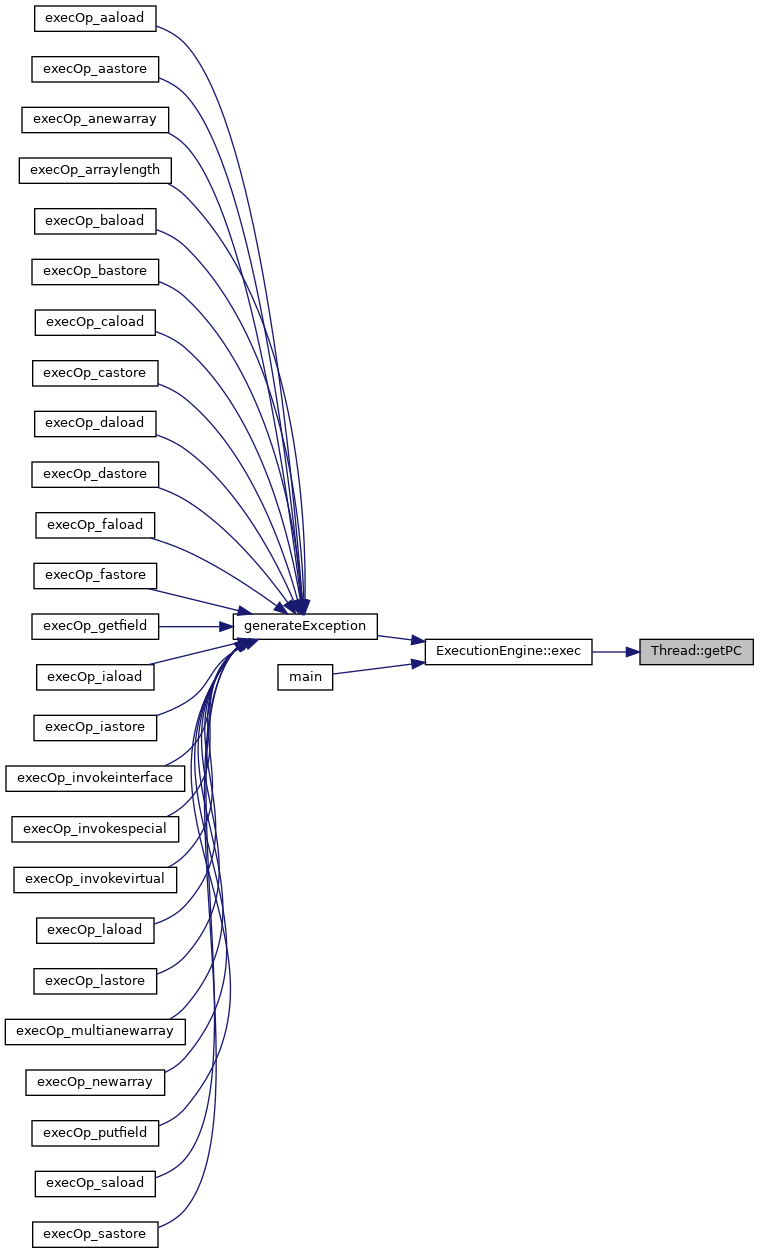 execOp_aaload
execOp_aastore
execOp_anewarray
execOp_arraylength
execOp_baload
execOp_bastore
execOp_caload
execOp_castore
execOp_daload
execOp_dastore
execOp_faload
execOp_fastore
execOp_getfield
generateException
ExecutionEngine::exec
Thread::getPC
execOp_iaload
main
execOp_iastore
execOp_invokeinterface
execOp_invokespecial
execOp_invokevirtual
execOp_laload
execOp_lastore
execOp_multianewarray
execOp_newarray
execOp_putfield
execOp_saload
execOp_sastore